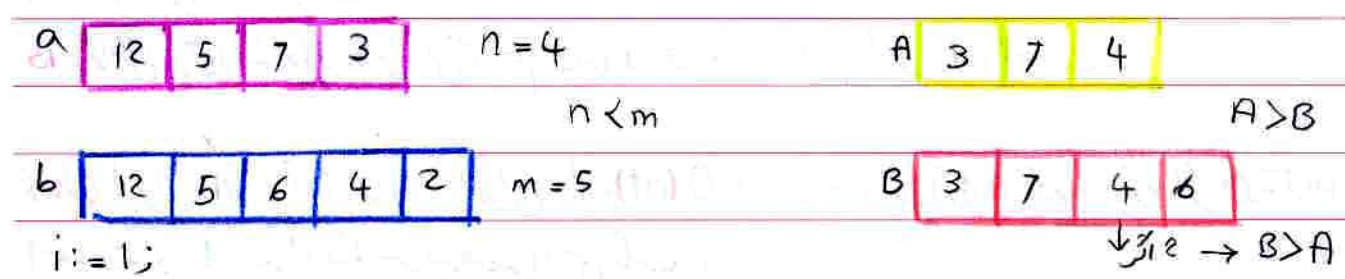 a 12 5 7 3 n = 4 A 3 7 4
n < m A > B
b 12 5 6 4 2 m = 5 B 3 7 4 6
i := 1; ↓ → B > A